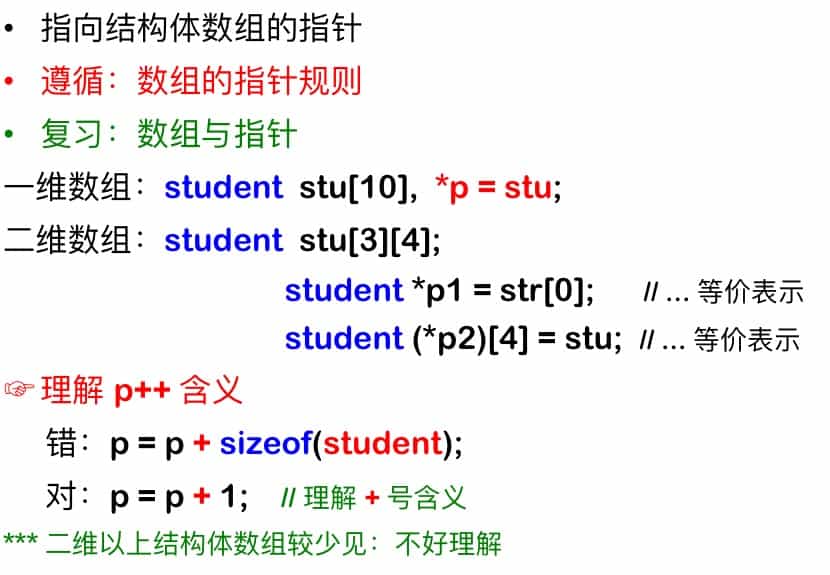 • 指向结构体数组的指针
• 遵循：数组的指针规则
• 复习：数组与指针
一维数组：student stu[10], *p = stu;
二维数组：student stu[3][4];
student *p1 = str[0]; // ... 等价表示
student (*p2)[4] = stu; // ... 等价表示
☞理解 p++ 含义
错：p = p + sizeof(student);
对：p = p + 1; // 理解 + 号含义
*** 二维以上结构体数组较少见：不好理解